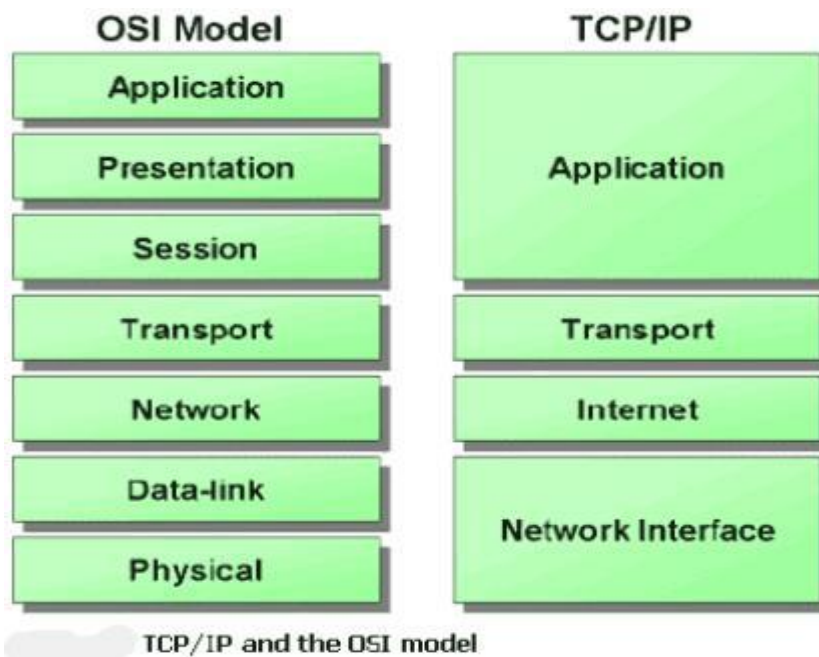 OSI Model
Application
Presentation
Session
Transport
Network
Data-link
Physical
TCP/IP
Application
Transport
Internet
Network Interface
TCP/IP and the OSI model